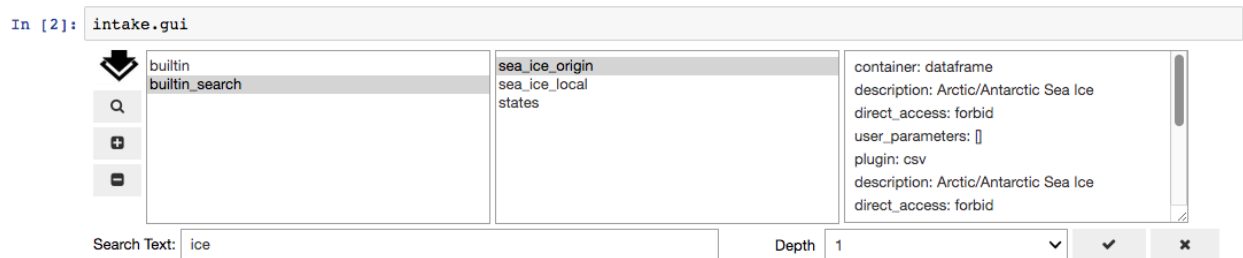 In [2]: intake.gui
builtin
builtin_search
sea_ice_origin
sea_ice_local
states
container: dataframe
description: Arctic/Antarctic Sea Ice
direct_access: forbid
user_parameters: []
plugin: csv
description: Arctic/Antarctic Sea Ice
direct_access: forbid
Search Text: ice
Depth 1